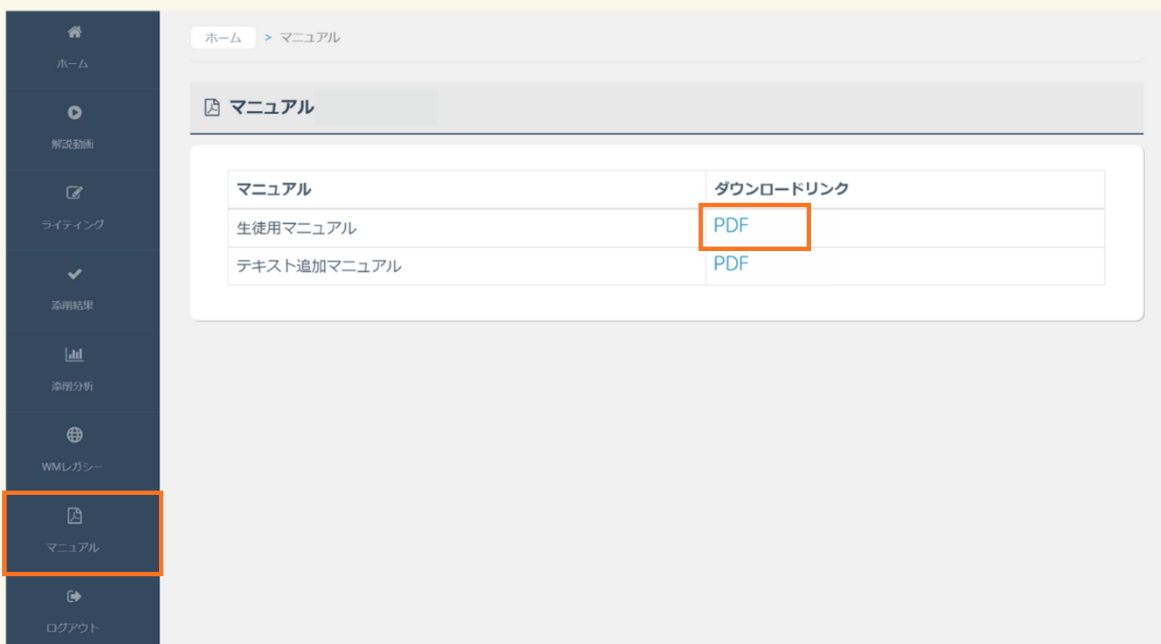 ホーム
解説動画
ライティング
添削結果
添削分析
WMレガシー
マニュアル
ログアウト
ホーム > マニュアル
マニュアル
マニュアル ダウンロードリンク
生徒用マニュアル PDF
テキスト追加マニュアル PDF